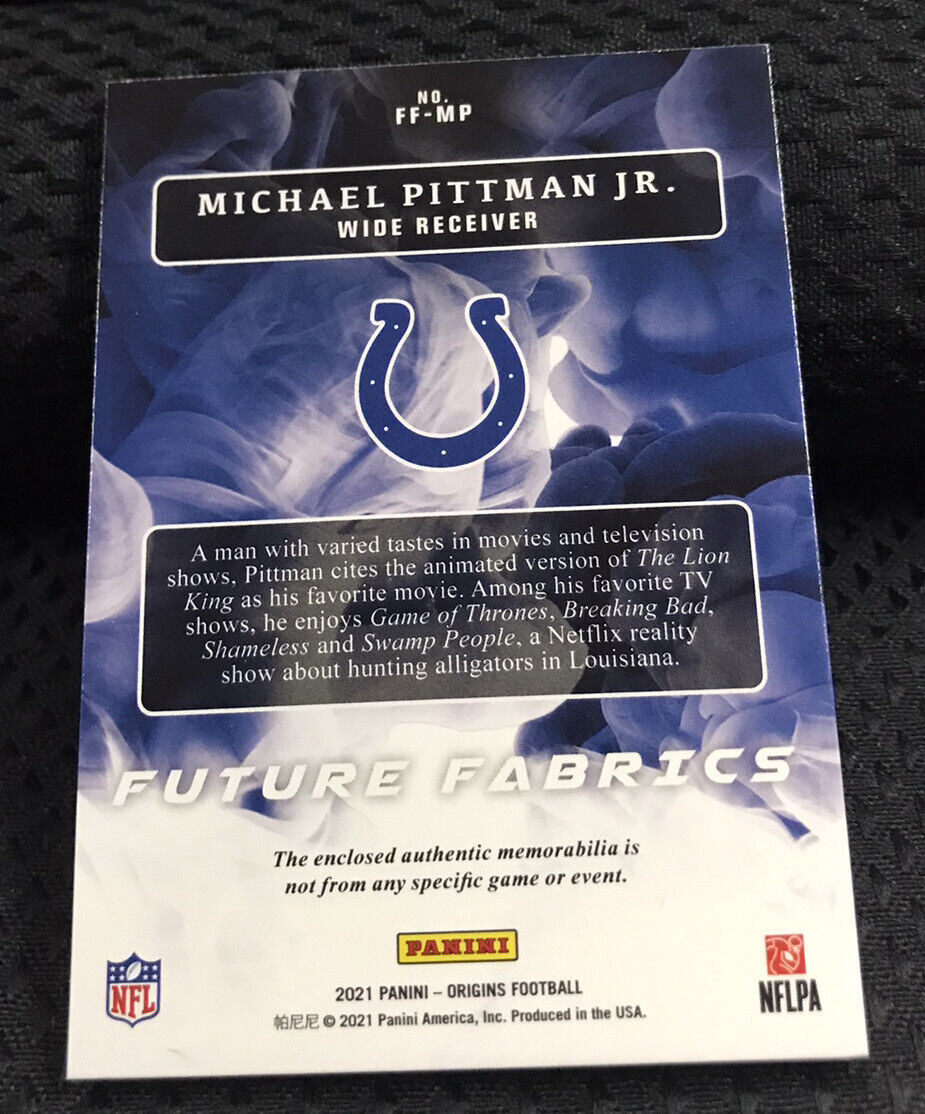 NO.
FF-MP
MICHAEL PITTMAN JR.
WIDE RECEIVER
A man with varied tastes in movies and television
shows, Pittman cites the animated version of The Lion
King as his favorite movie. Among his favorite TV
shows, he enjoys Game of Thrones, Breaking Bad,
Shameless and Swamp People, a Netflix reality
show about hunting alligators in Louisiana.
FUTURE FABRICS
The enclosed authentic memorabilia is
not from any specific game or event.
PANINI
NFL
2021 PANINI – ORIGINS FOOTBALL
帕尼尼 © 2021 Panini America, Inc. Produced in the USA.
NFLPA